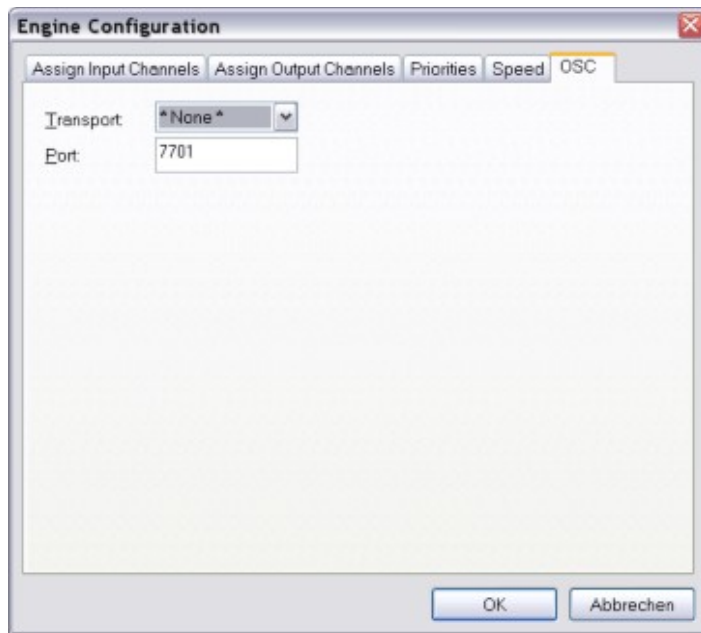 Engine Configuration
Assign Input Channels Assign Output Channels Priorities Speed OSC
Transport *None*
Port: 7701
OK Abbrechen